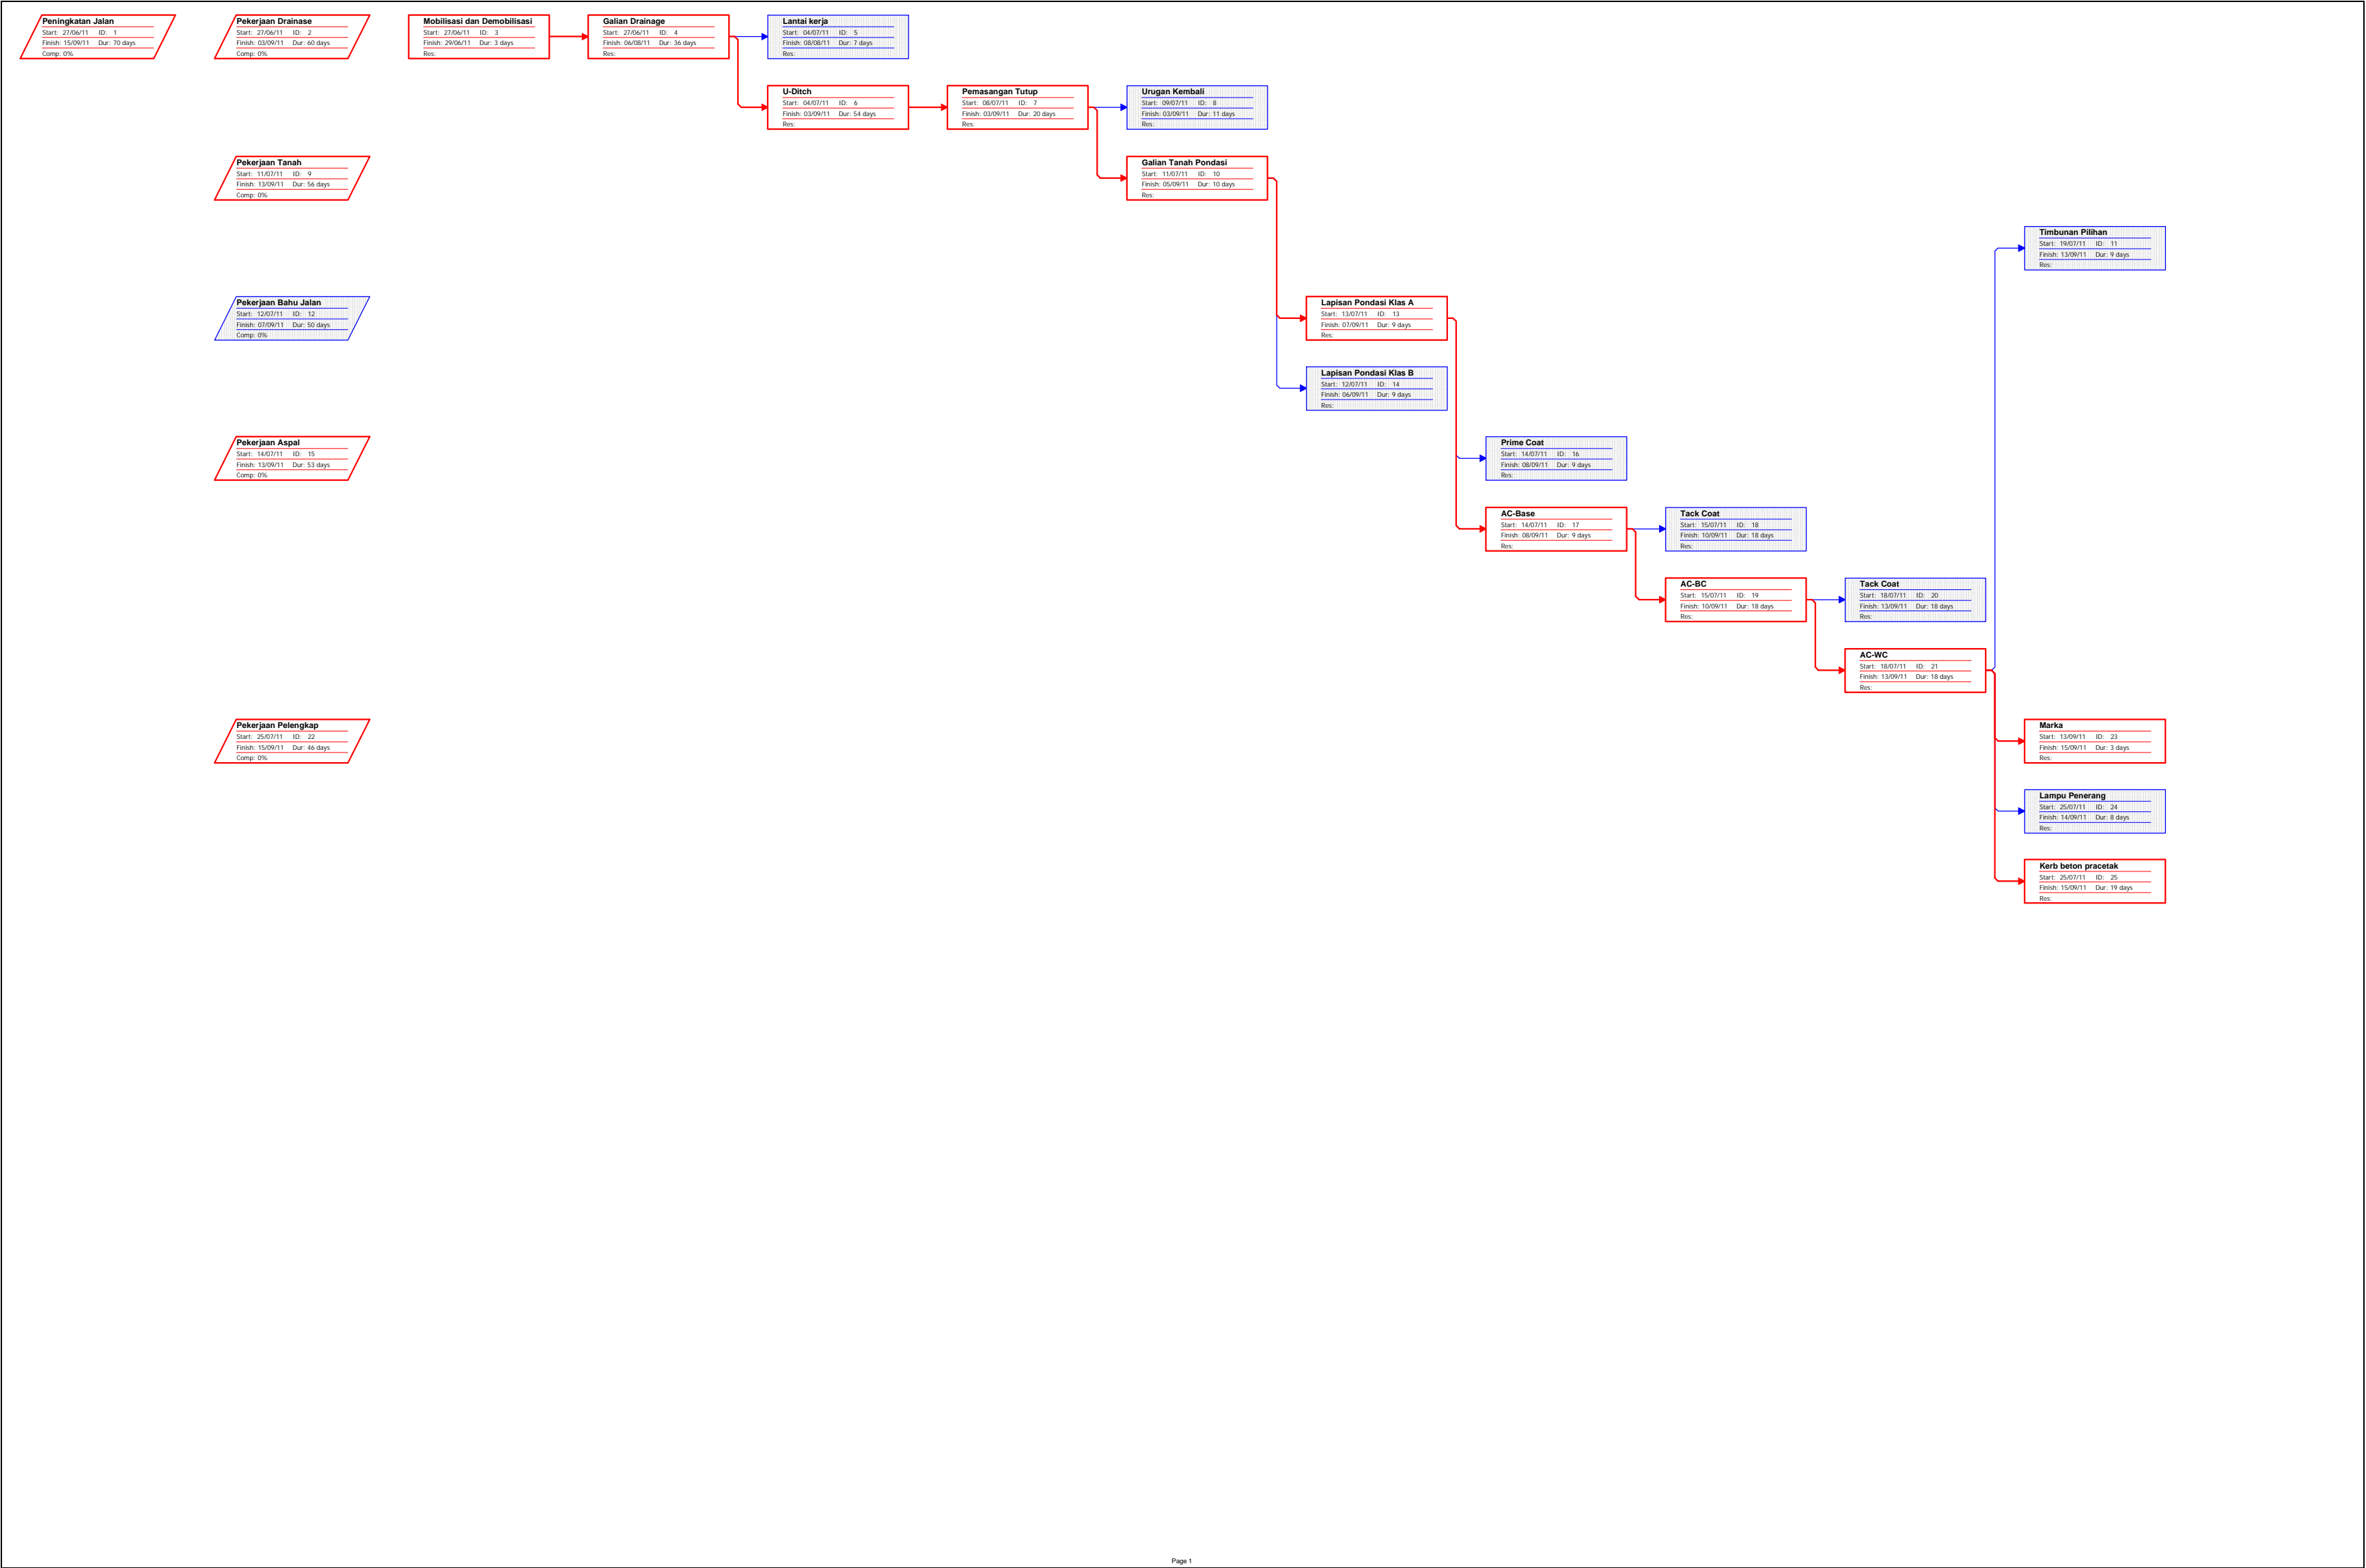 Peningkatan Jalan
Start: 27/06/11 ID: 1
Finish: 15/09/11 Dur: 70 days
Comp: 0%
Pekerjaan Drainase
Start: 27/06/11 ID: 2
Finish: 03/09/11 Dur: 60 days
Comp: 0%
Mobilisasi dan Demobilisasi
Start: 27/06/11 ID: 3
Finish: 29/06/11 Dur: 3 days
Res:
Galian Drainage
Start: 27/06/11 ID: 4
Finish: 06/08/11 Dur: 36 days
Res:
Lantai kerja
Start: 04/07/11 ID: 5
Finish: 08/08/11 Dur: 7 days
Res:
U-Ditch
Start: 04/07/11 ID: 6
Finish: 03/09/11 Dur: 54 days
Res:
Pemasangan Tutup
Start: 08/07/11 ID: 7
Finish: 03/09/11 Dur: 20 days
Res:
Urugan Kembali
Start: 09/07/11 ID: 8
Finish: 03/09/11 Dur: 11 days
Res:
Pekerjaan Tanah
Start: 11/07/11 ID: 9
Finish: 13/09/11 Dur: 56 days
Comp: 0%
Galian Tanah Pondasi
Start: 11/07/11 ID: 10
Finish: 05/09/11 Dur: 10 days
Res:
Timbunan Pilihan
Start: 19/07/11 ID: 11
Finish: 13/09/11 Dur: 9 days
Res:
Pekerjaan Bahu Jalan
Start: 12/07/11 ID: 12
Finish: 07/09/11 Dur: 50 days
Comp: 0%
Lapisan Pondasi Klas A
Start: 13/07/11 ID: 13
Finish: 07/09/11 Dur: 9 days
Res:
Lapisan Pondasi Klas B
Start: 12/07/11 ID: 14
Finish: 06/09/11 Dur: 9 days
Res:
Pekerjaan Aspal
Start: 14/07/11 ID: 15
Finish: 13/09/11 Dur: 53 days
Comp: 0%
Prime Coat
Start: 14/07/11 ID: 16
Finish: 08/09/11 Dur: 9 days
Res:
AC-Base
Start: 14/07/11 ID: 17
Finish: 08/09/11 Dur: 9 days
Res:
Tack Coat
Start: 15/07/11 ID: 18
Finish: 10/09/11 Dur: 18 days
Res:
AC-BC
Start: 15/07/11 ID: 19
Finish: 10/09/11 Dur: 18 days
Res:
Tack Coat
Start: 18/07/11 ID: 20
Finish: 13/09/11 Dur: 18 days
Res:
AC-WC
Start: 18/07/11 ID: 21
Finish: 13/09/11 Dur: 18 days
Res:
Pekerjaan Pelengkap
Start: 25/07/11 ID: 22
Finish: 15/09/11 Dur: 46 days
Comp: 0%
Marka
Start: 13/09/11 ID: 23
Finish: 15/09/11 Dur: 3 days
Res:
Lampu Penerang
Start: 25/07/11 ID: 24
Finish: 14/09/11 Dur: 8 days
Res:
Kerb beton pracetak
Start: 25/07/11 ID: 25
Finish: 15/09/11 Dur: 19 days
Res:
Page 1